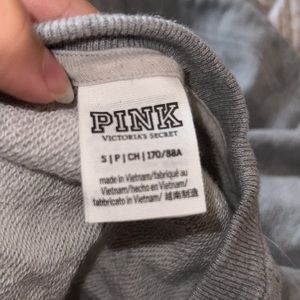 PINK
VICTORIA'S SECRET
S | P | CH | 170/88A
made in Vietnam/fabriqué au
Vietnam/hecho en Vietnam/
fabbricato in Vietnam/越南制造